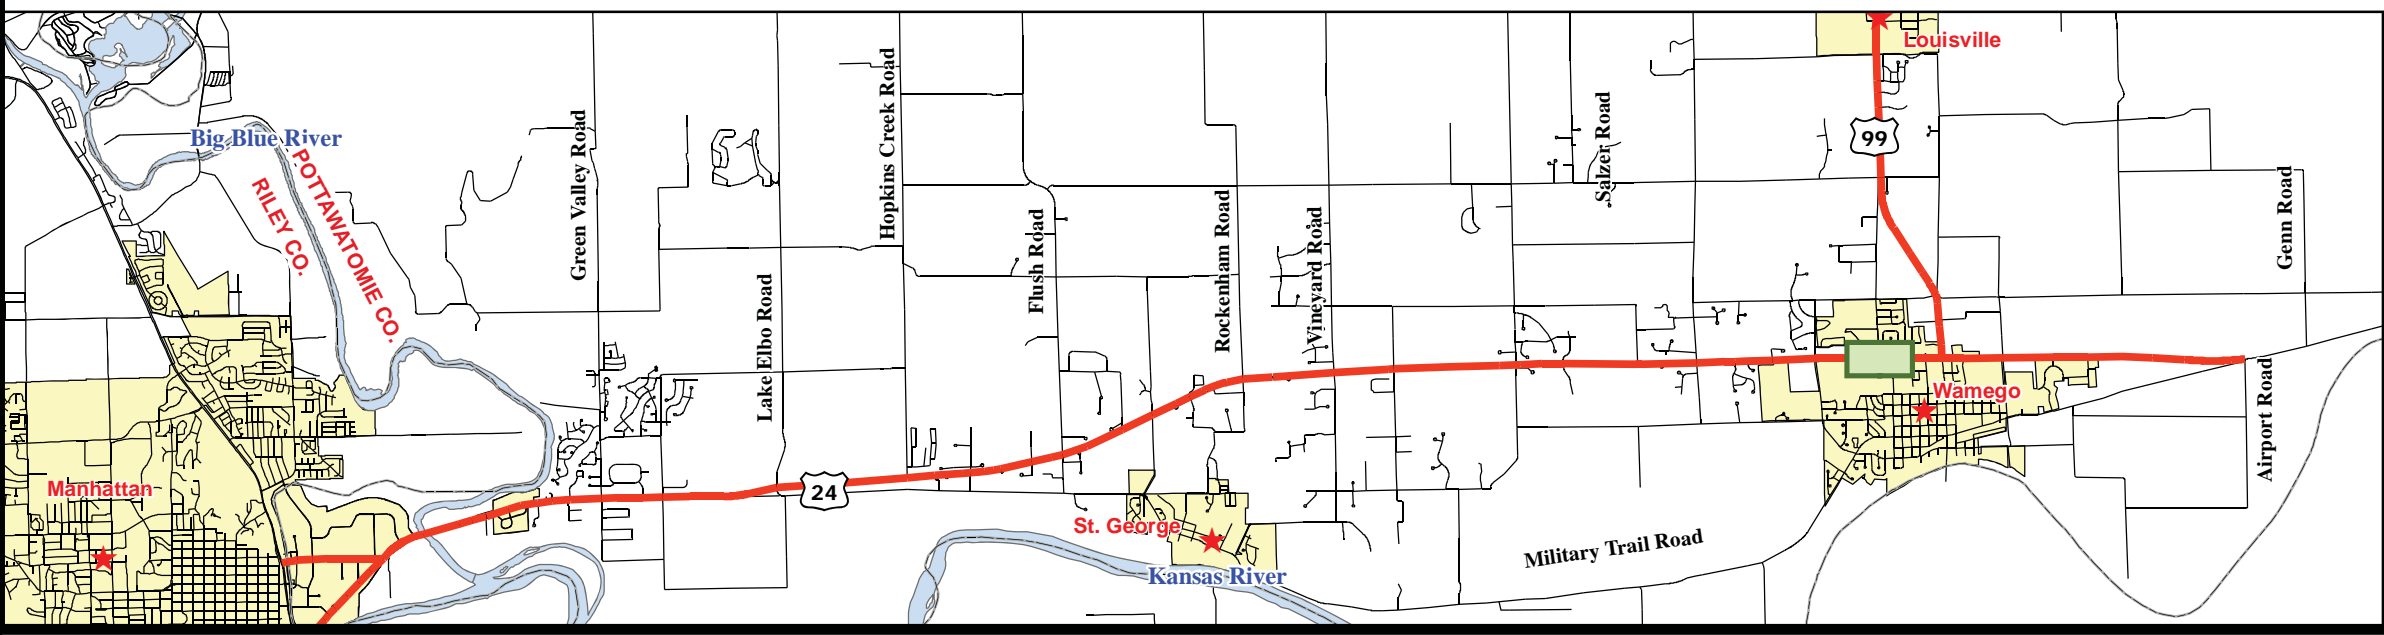 Louisville
Big Blue River
POTTAWATOMIE CO.
RILEY CO.
Green Valley Road
Hopkins Creek Road
Salzer Road
99
Genn Road
Flush Road
Rockenham Road
Vineyard Road
Lake Elbo Road
Wamego
Airport Road
Manhattan
24
St. George
Military Trail Road
Kansas River